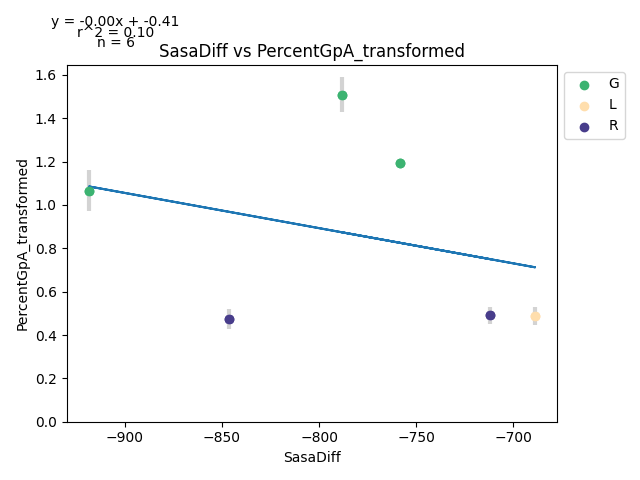 y = -0.00x + -0.41
r^2 = 0.10
n = 6
SasaDiff vs PercentGpA_transformed
G
L
R
PercentGpA_transformed
1.6
1.4
1.2
1.0
0.8
0.6
0.4
0.2
0.0
−900
−850
−800
−750
−700
SasaDiff